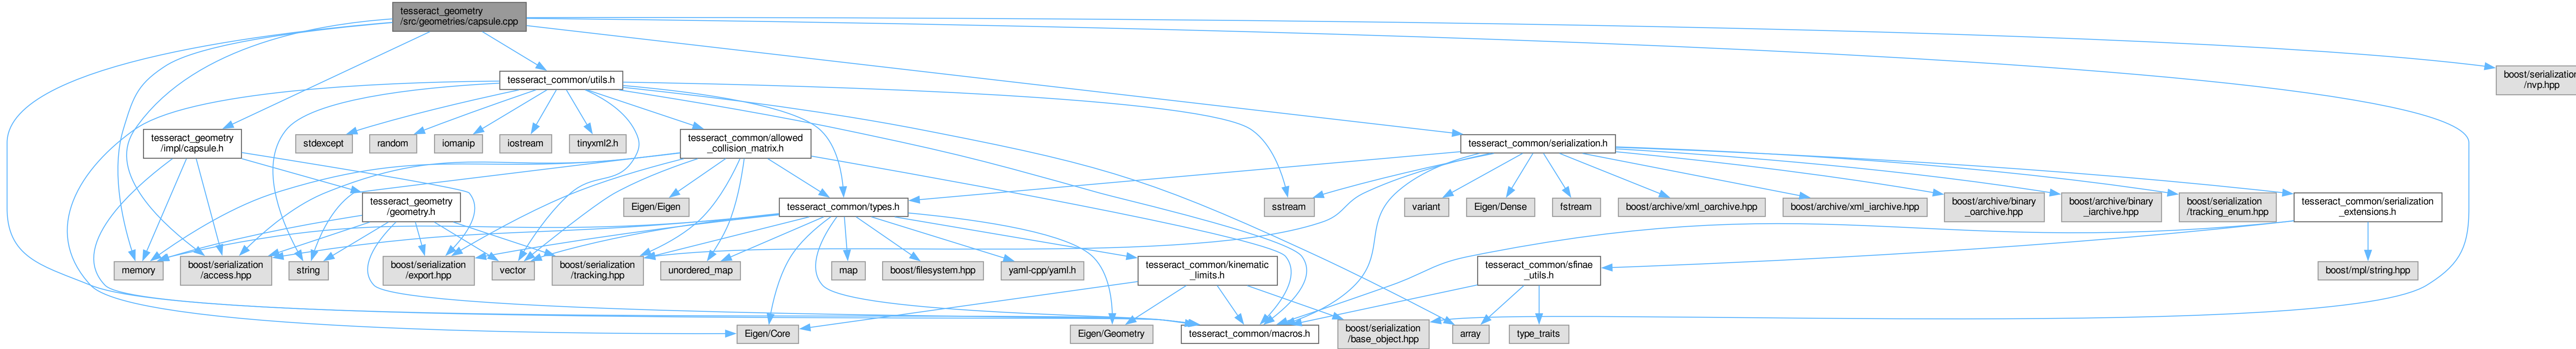 tesseract_geometry
/src/geometries/capsule.cpp
boost/serialization
/nvp.hpp
tesseract_common/utils.h
tesseract_geometry
/impl/capsule.h
stdexcept
random
iomanip
iostream
tinyxml2.h
tesseract_common/allowed
_collision_matrix.h
tesseract_common/serialization.h
tesseract_geometry
/geometry.h
Eigen/Eigen
tesseract_common/types.h
sstream
variant
Eigen/Dense
fstream
boost/archive/xml_oarchive.hpp
boost/archive/xml_iarchive.hpp
boost/archive/binary
_oarchive.hpp
boost/archive/binary
_iarchive.hpp
boost/serialization
/tracking_enum.hpp
tesseract_common/serialization
_extensions.h
memory
boost/serialization
/access.hpp
string
boost/serialization
/export.hpp
vector
boost/serialization
/tracking.hpp
unordered_map
map
boost/filesystem.hpp
yaml-cpp/yaml.h
tesseract_common/kinematic
_limits.h
tesseract_common/sfinae
_utils.h
boost/mpl/string.hpp
Eigen/Core
Eigen/Geometry
tesseract_common/macros.h
boost/serialization
/base_object.hpp
array
type_traits